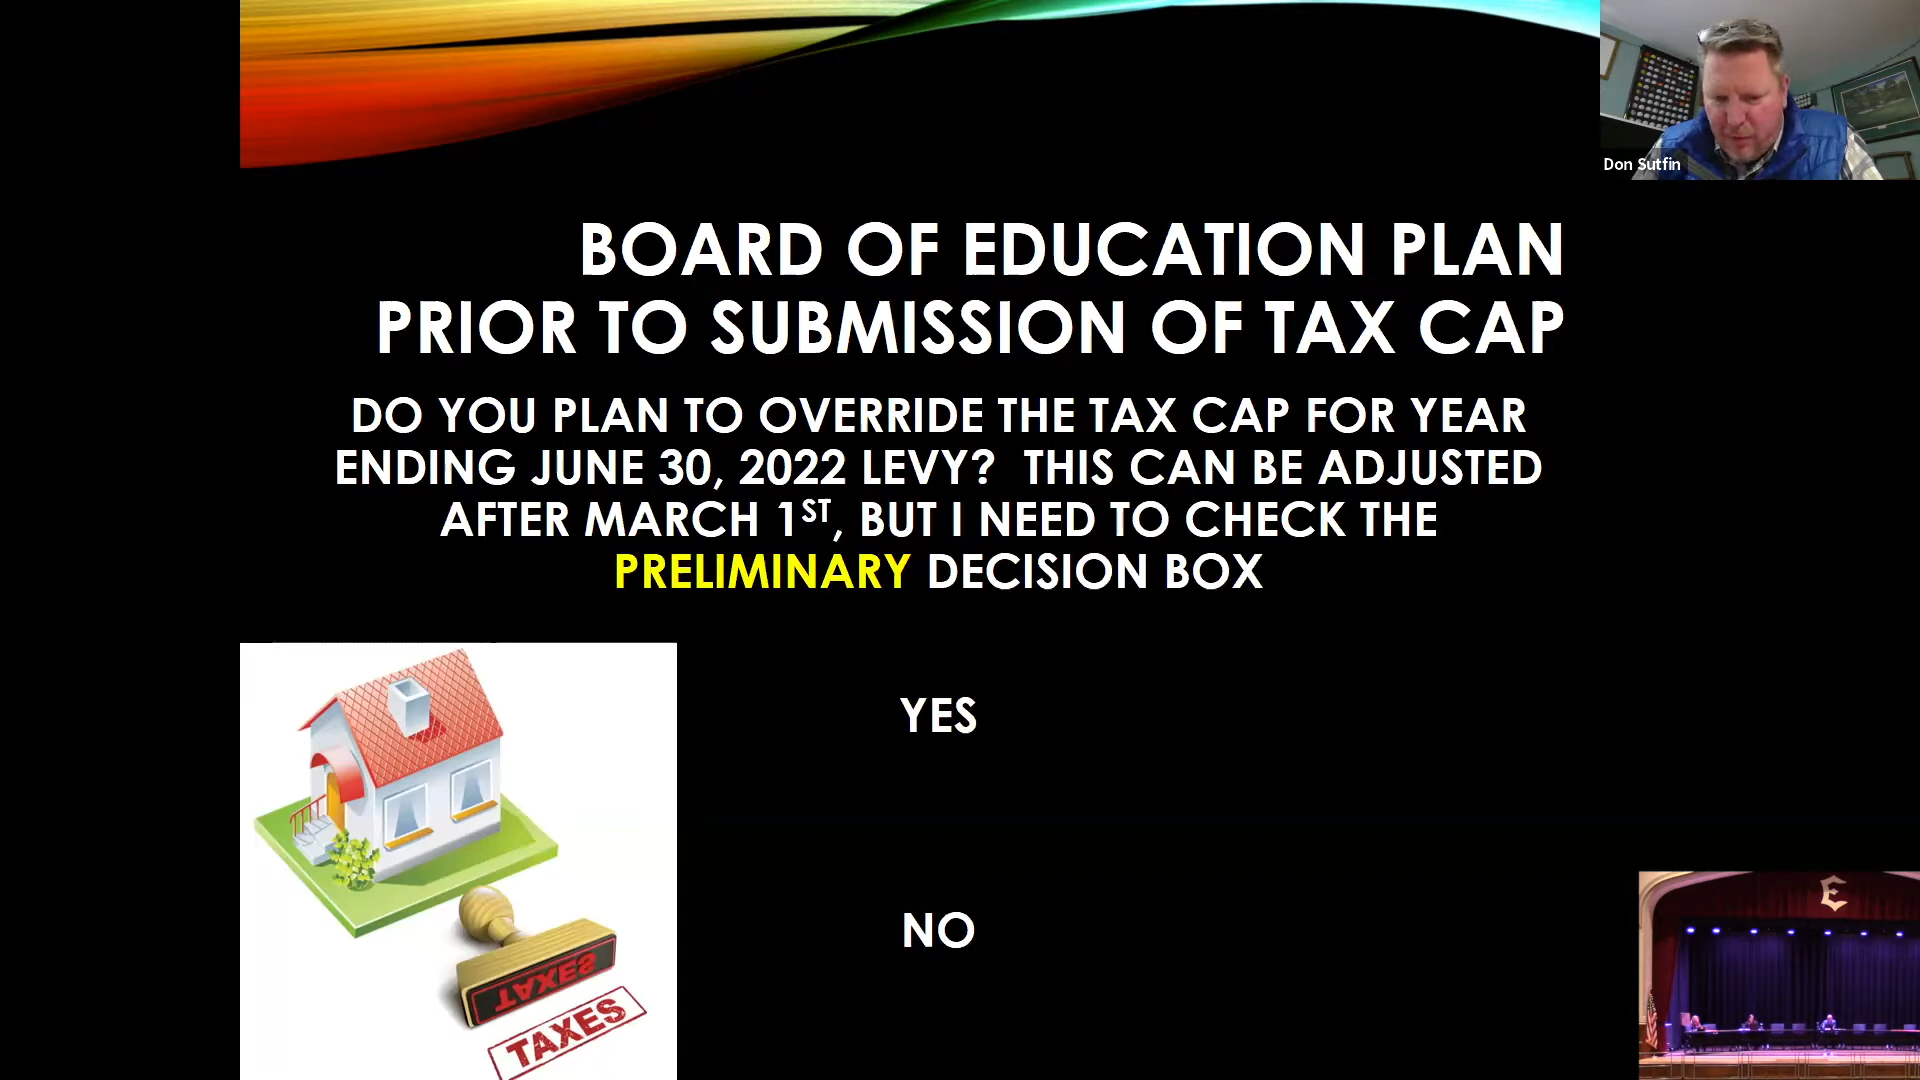 Don Sutfin
BOARD OF EDUCATION PLAN
PRIOR TO SUBMISSION OF TAX CAP
DO YOU PLAN TO OVERRIDE THE TAX CAP FOR YEAR
ENDING JUNE 30, 2022 LEVY? THIS CAN BE ADJUSTED
AFTER MARCH 1ST, BUT I NEED TO CHECK THE
PRELIMINARY DECISION BOX
YES
NO
TAXES
TAXES
E